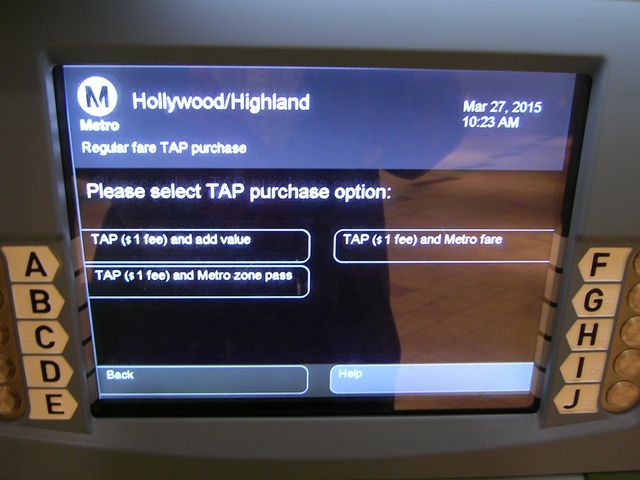 M
Metro
Hollywood/Highland
Mar 27, 2015
10:23 AM
Regular fare TAP purchase
Please select TAP purchase option:
TAP ($1 fee) and add value
TAP ($1 fee) and Metro fare
TAP ($1 fee) and Metro zone pass
Back
Help
A
B
C
D
E
F
G
H
I
J